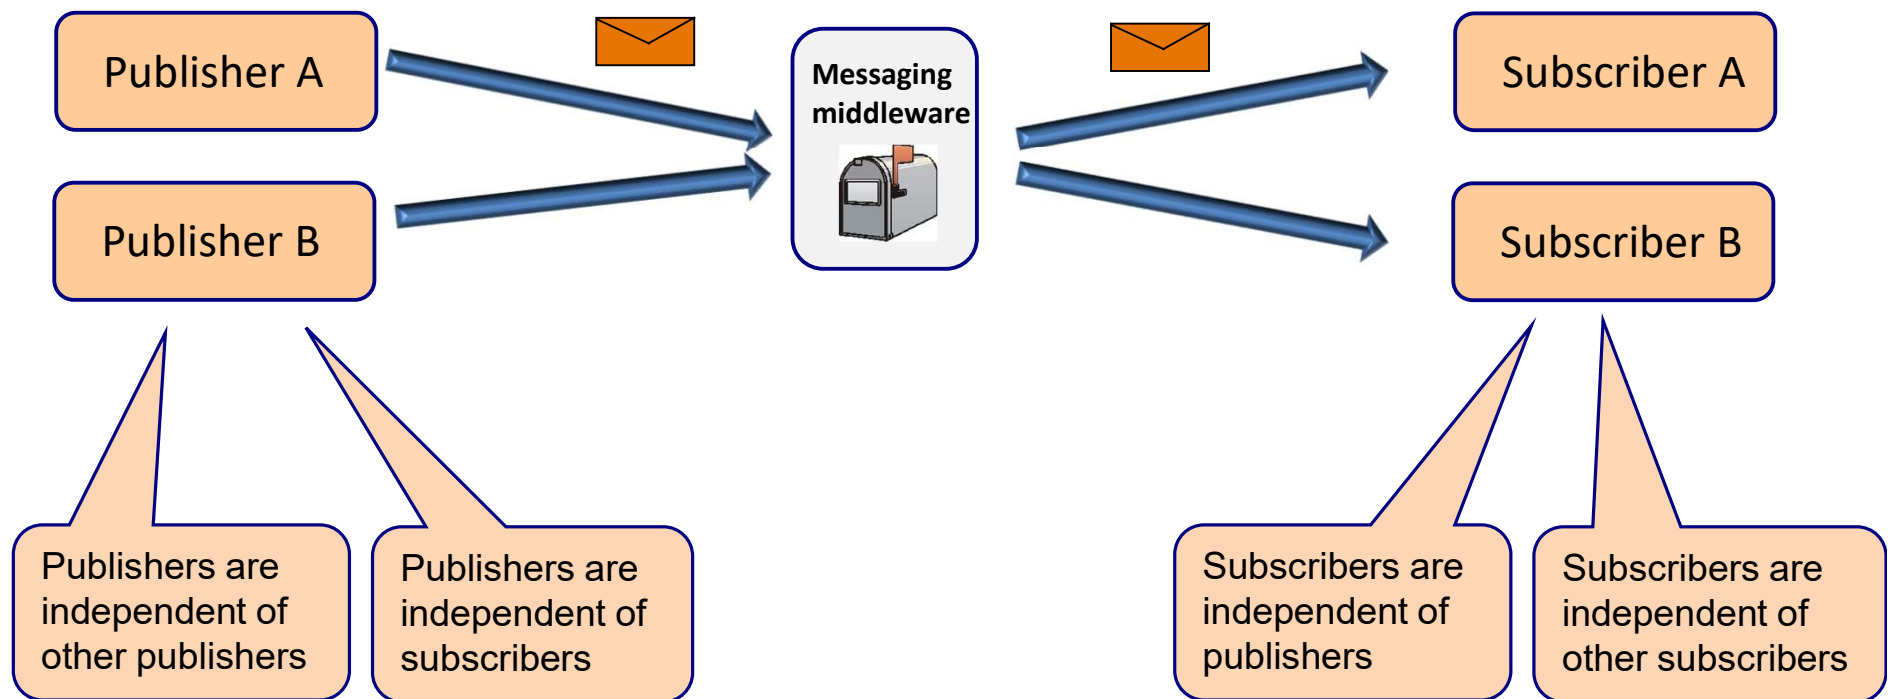 Publisher A
Messaging
middleware
Subscriber A
Publisher B
Subscriber B
Publishers are
independent of
other publishers
Publishers are
independent of
subscribers
Subscribers are
independent of
publishers
Subscribers are
independent of
other subscribers